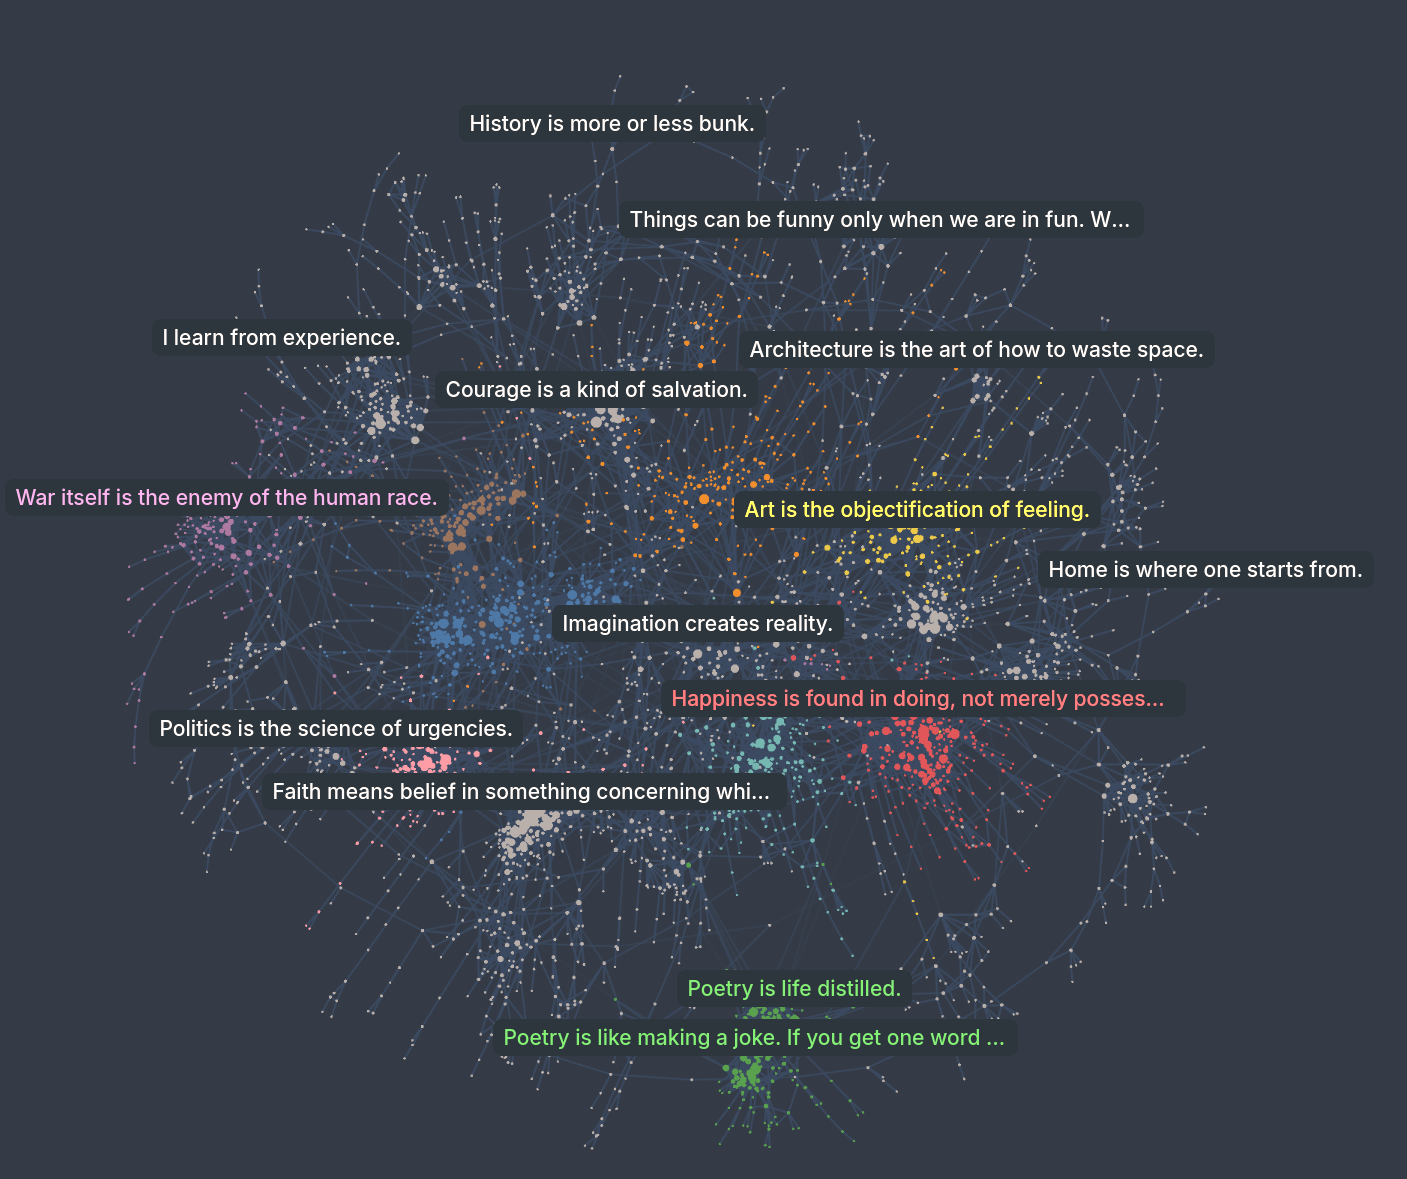 History is more or less bunk.
Things can be funny only when we are in fun. W...
I learn from experience.
Architecture is the art of how to waste space.
Courage is a kind of salvation.
War itself is the enemy of the human race.
Art is the objectification of feeling.
Home is where one starts from.
Imagination creates reality.
Happiness is found in doing, not merely posses...
Politics is the science of urgencies.
Faith means belief in something concerning whi...
Poetry is life distilled.
Poetry is like making a joke. If you get one word ...